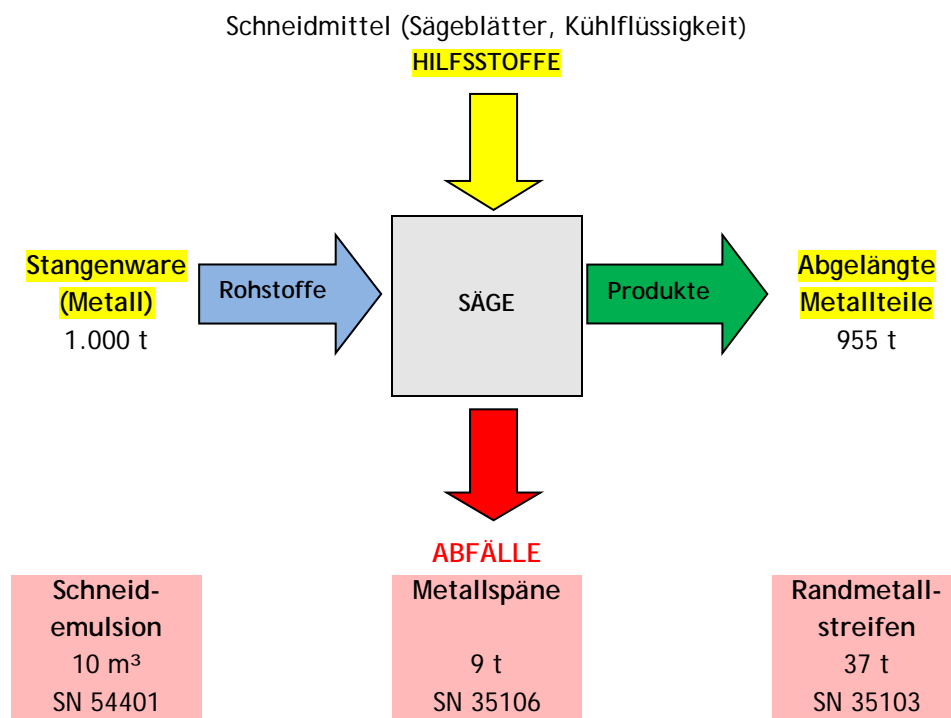 Schneidmittel (Sägeblätter, Kühlflüssigkeit)
HILFSSTOFFE
Stangenware
(Metall)
1.000 t
Rohstoffe
SÄGE
Produkte
Abgelängte
Metallteile
955 t
ABFÄLLE
Schneid-
emulsion
10 m³
SN 54401
Metallspäne
9 t
SN 35106
Randmetall-
streifen
37 t
SN 35103